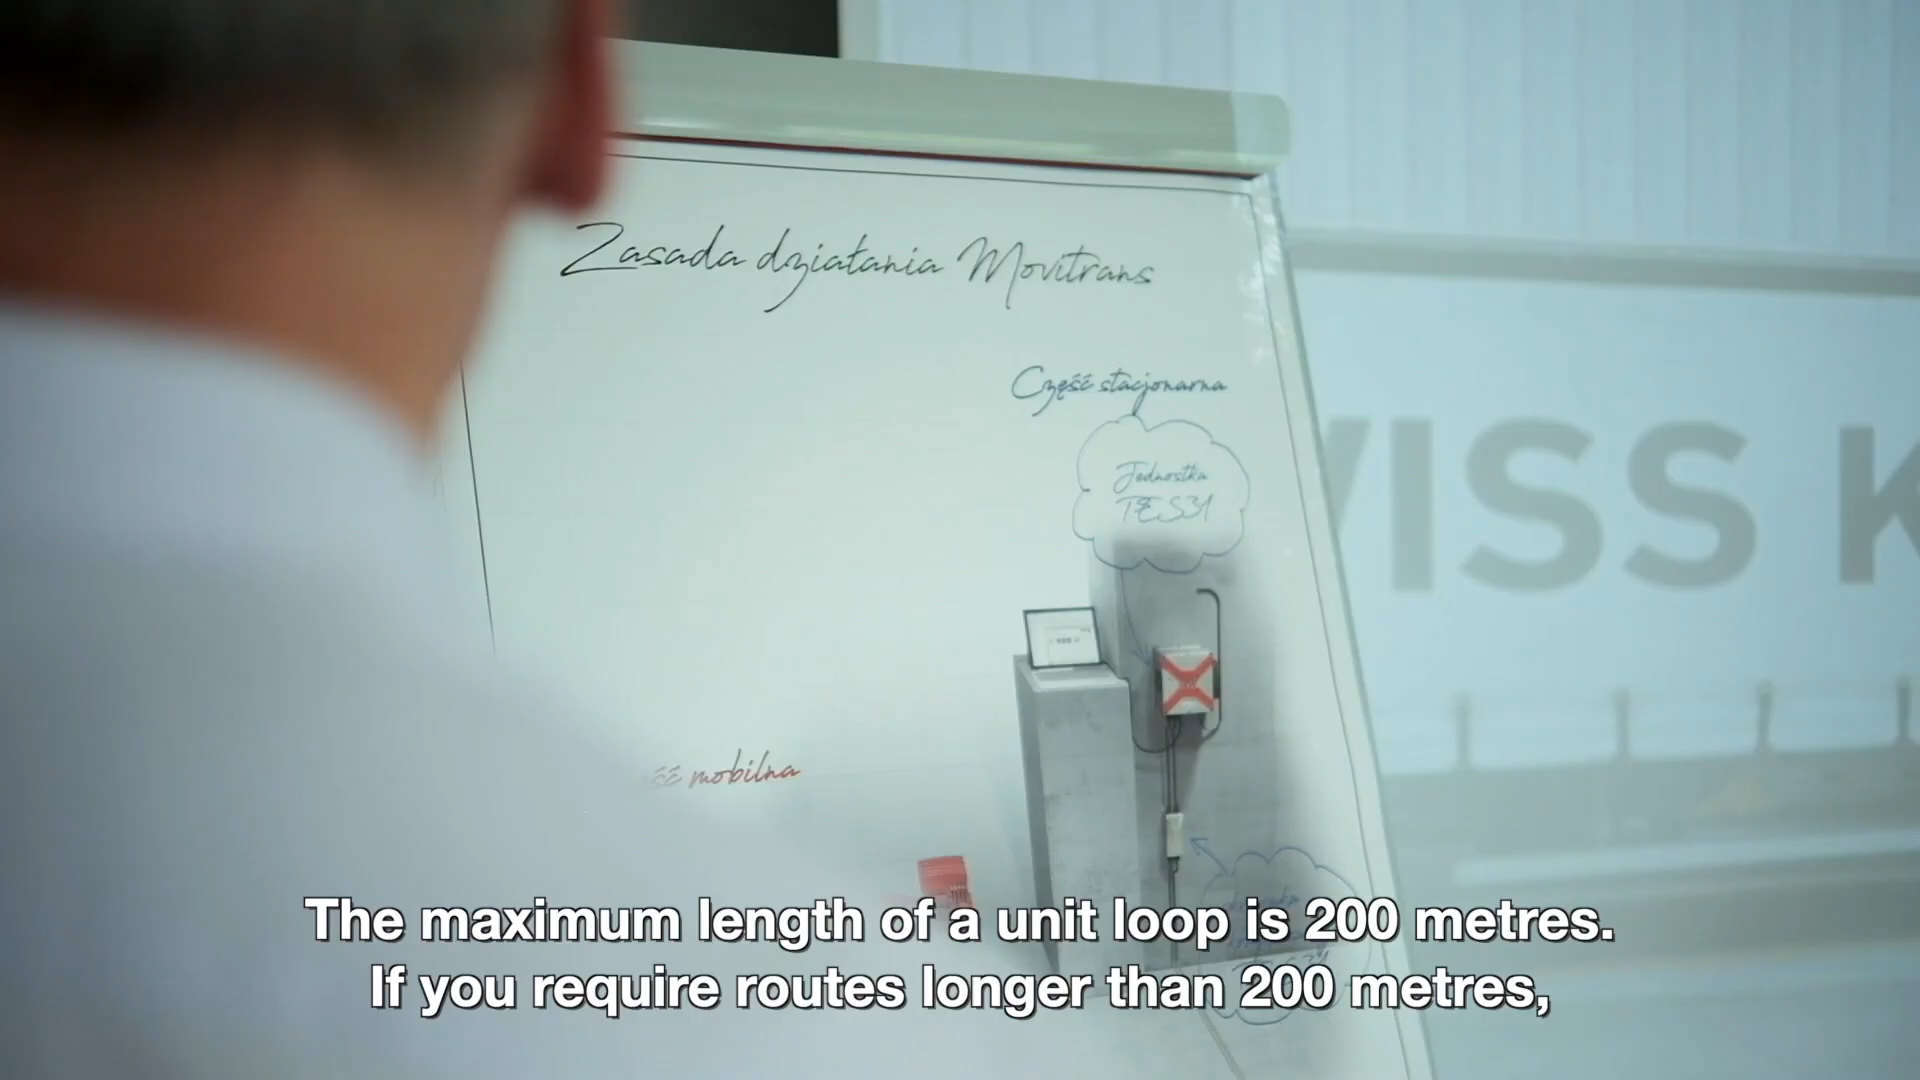 Zasada działania Movitrans
Część stacjonarna
Jednostka
TES31
VISS K
mobilna
The maximum length of a unit loop is 200 metres.
If you require routes longer than 200 metres,